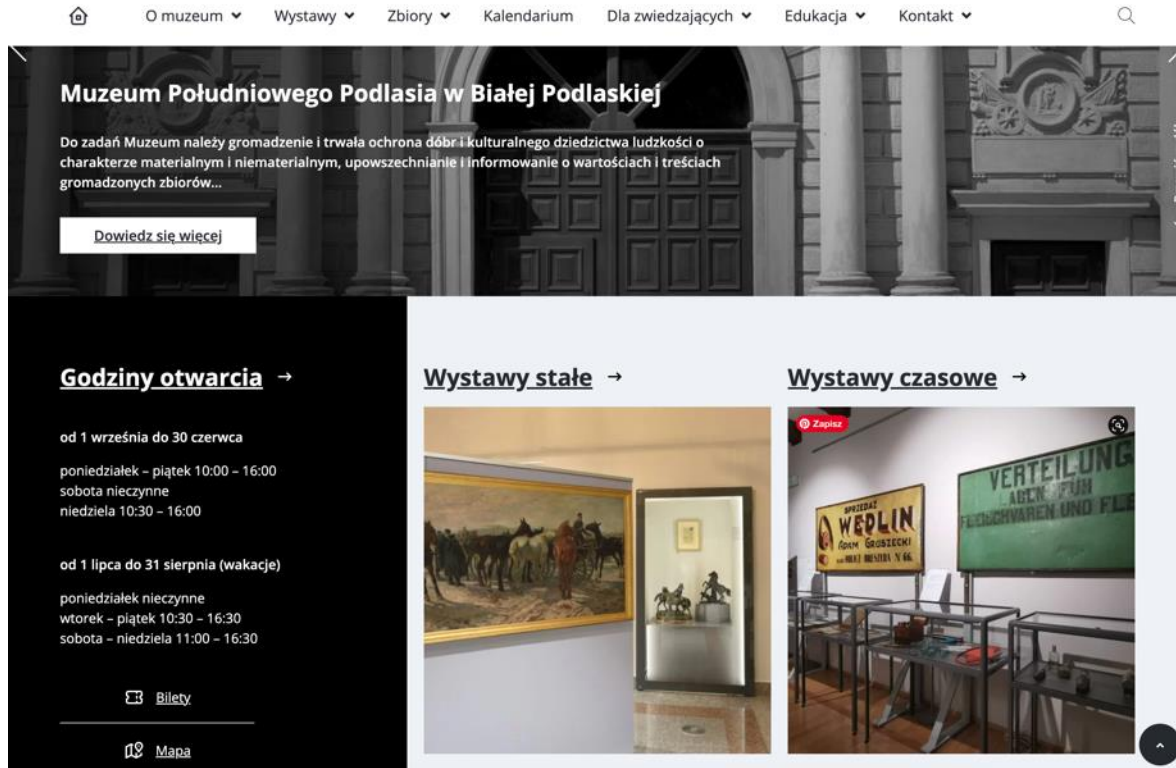 O muzeum
Wystawy
Zbiory
Kalendarium
Dla zwiedzających
Edukacja
Kontakt
Muzeum Południowego Podlasia w Białej Podlaskiej
Do zadań Muzeum należy gromadzenie i trwała ochrona dóbr i kulturalnego dziedzictwa ludzkości o
charakterze materialnym i niematerialnym, upowszechnianie i informowanie o wartościach i treściach
gromadzonych zbiorów...
Dowiedz się więcej
Godziny otwarcia →
od 1 września do 30 czerwca
poniedziałek – piątek 10:00 – 16:00
sobota nieczynne
niedziela 10:30 – 16:00
od 1 lipca do 31 sierpnia (wakacje)
poniedziałek nieczynne
wtorek – piątek 10:30 – 16:30
sobota – niedziela 11:00 – 16:30
Bilety
Mapa
Wystawy stałe →
Wystawy czasowe →
Zapisz
SPRZEDAŻ
WĘDLIN
ADAM GROSZECKI
N 66.
VERTEILUNG
UND